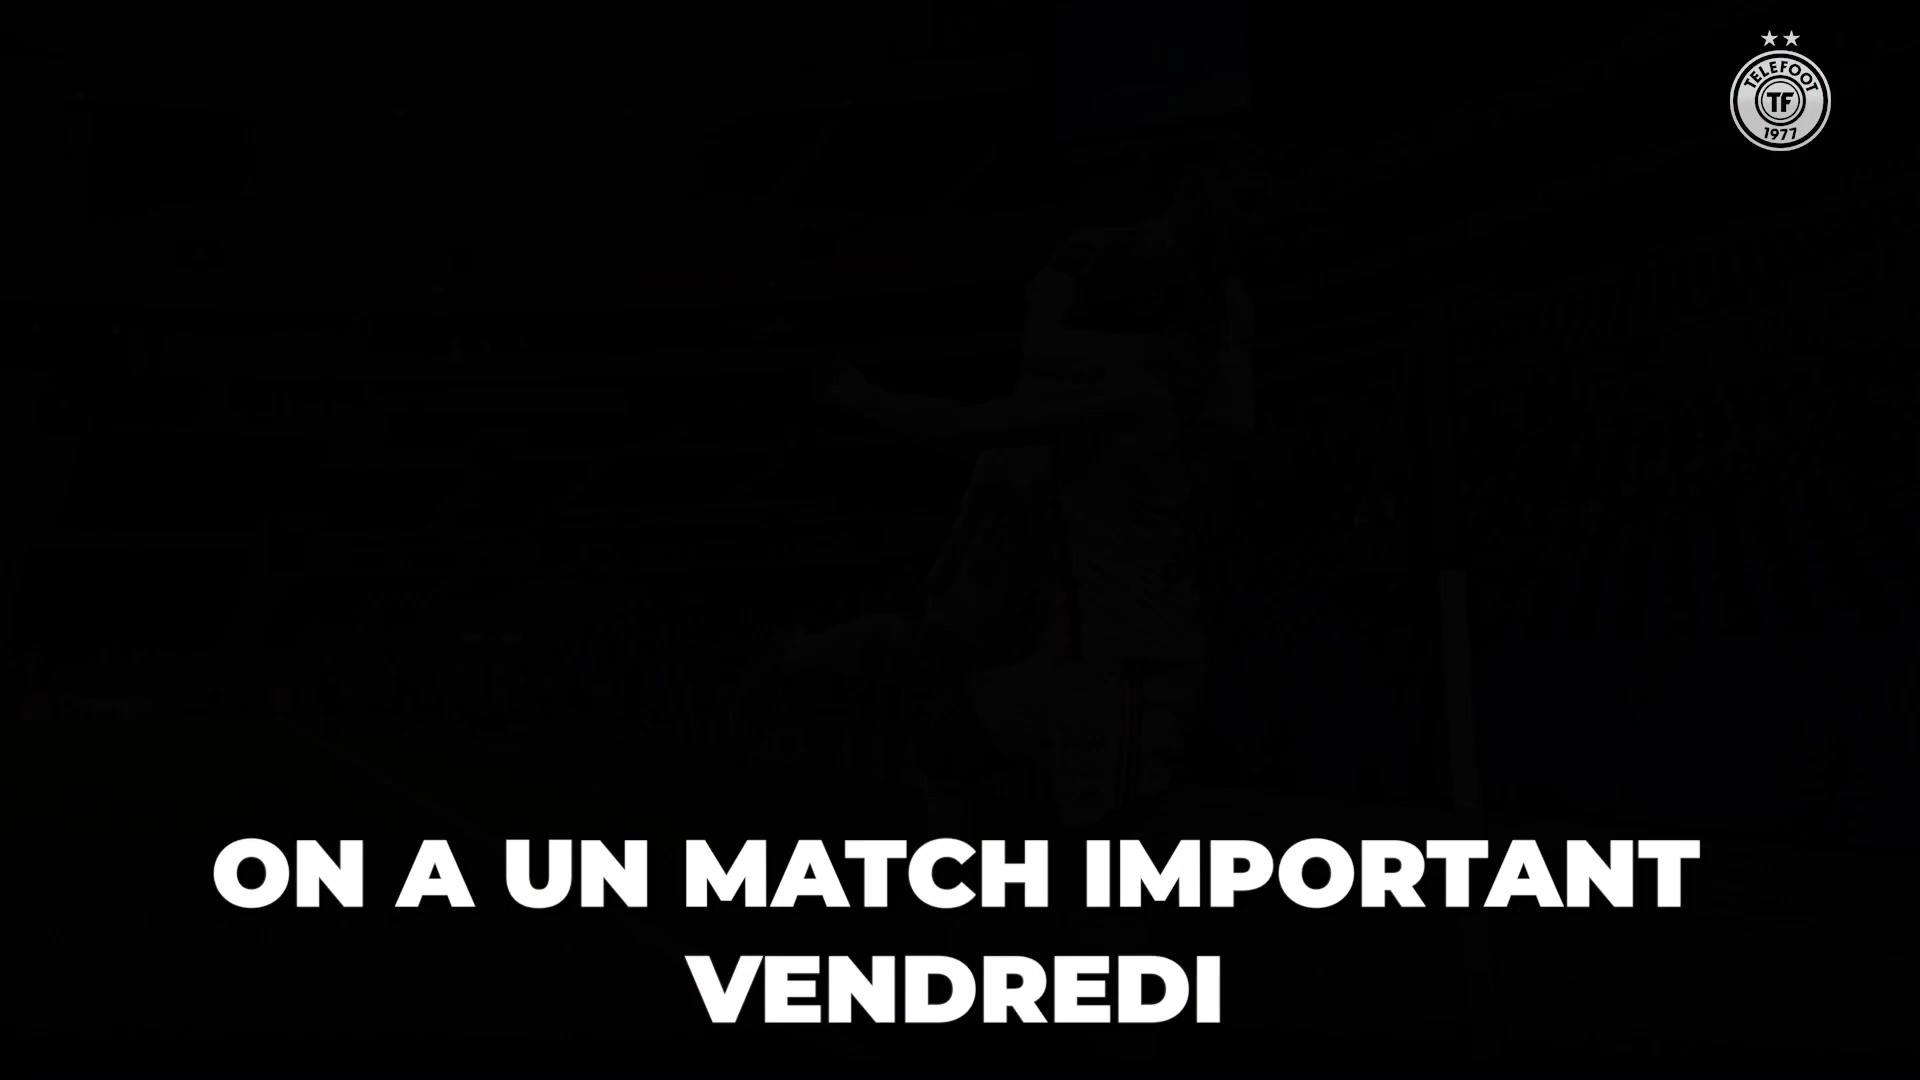 TELEFOOT
TF
1977
ON A UN MATCH IMPORTANT
VENDREDI